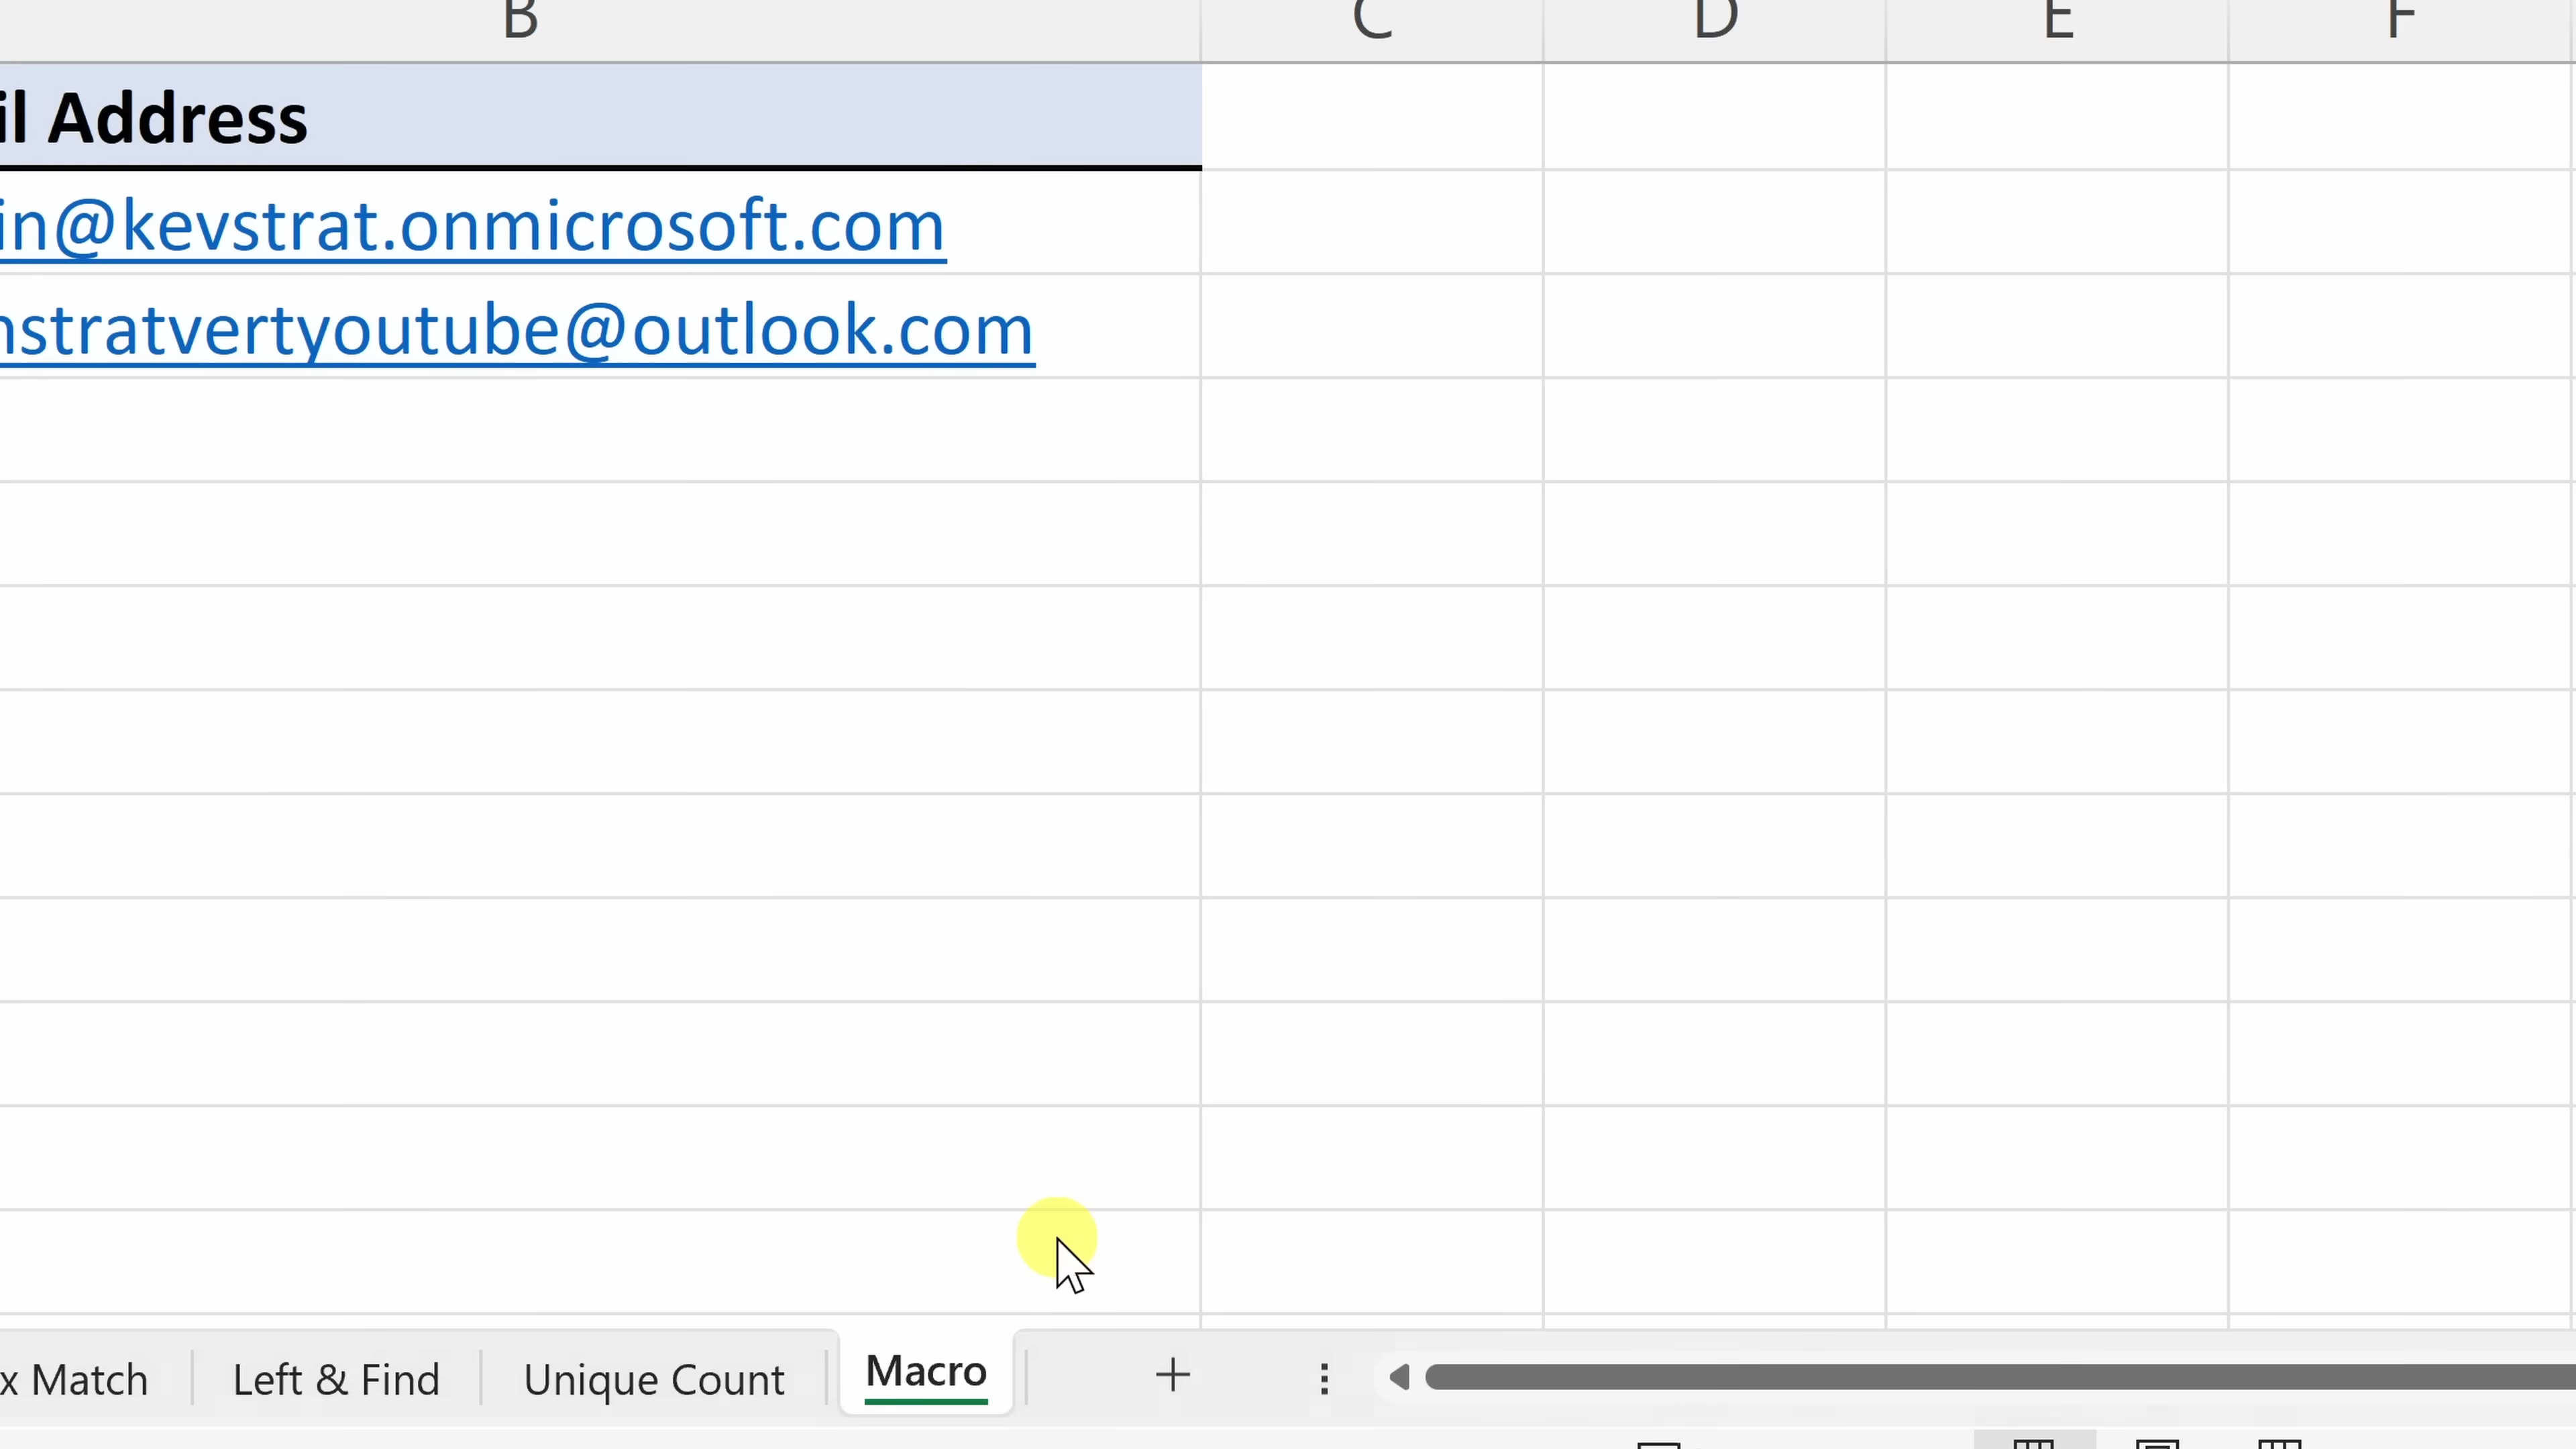 B C D E F
il Address
in@kevstrat.onmicrosoft.com
nstratvertyoutube@outlook.com
x Match Left & Find Unique Count Macro